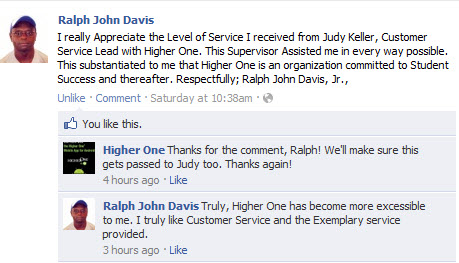 Ralph John Davis
I really Appreciate the Level of Service I received from Judy Keller, Customer
Service Lead with Higher One. This Supervisor Assisted me in every way possible.
This substantiated to me that Higher One is an organization committed to Student
Success and thereafter. Respectfully; Ralph John Davis, Jr.,
Unlike · Comment · Saturday at 10:38am ·
You like this.
Higher One Thanks for the comment, Ralph! We'll make sure this
gets passed to Judy too. Thanks again!
4 hours ago · Like
Ralph John Davis Truly, Higher One has become more excessible
to me. I truly like Customer Service and the Exemplary service
provided.
3 hours ago · Like